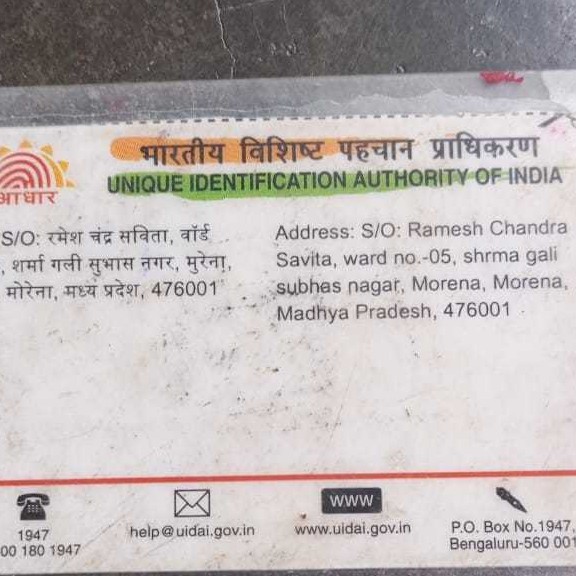 भारतीय विशिष्ट पहचान प्राधिकरण
UNIQUE IDENTIFICATION AUTHORITY OF INDIA
आधार
S/O: रमेश चंद्र सविता, वॉर्ड
, शर्मा गली सुभास नगर, मुरेना,
मोरेना, मध्य प्रदेश, 476001
Address: S/O: Ramesh Chandra
Savita, ward no.-05, shrma gali
subhas nagar, Morena, Morena,
Madhya Pradesh, 476001
1947
00 180 1947
help@uidai.gov.in
WWW
www.uidai.gov.in
P.O. Box No.1947,
Bengaluru-560 001